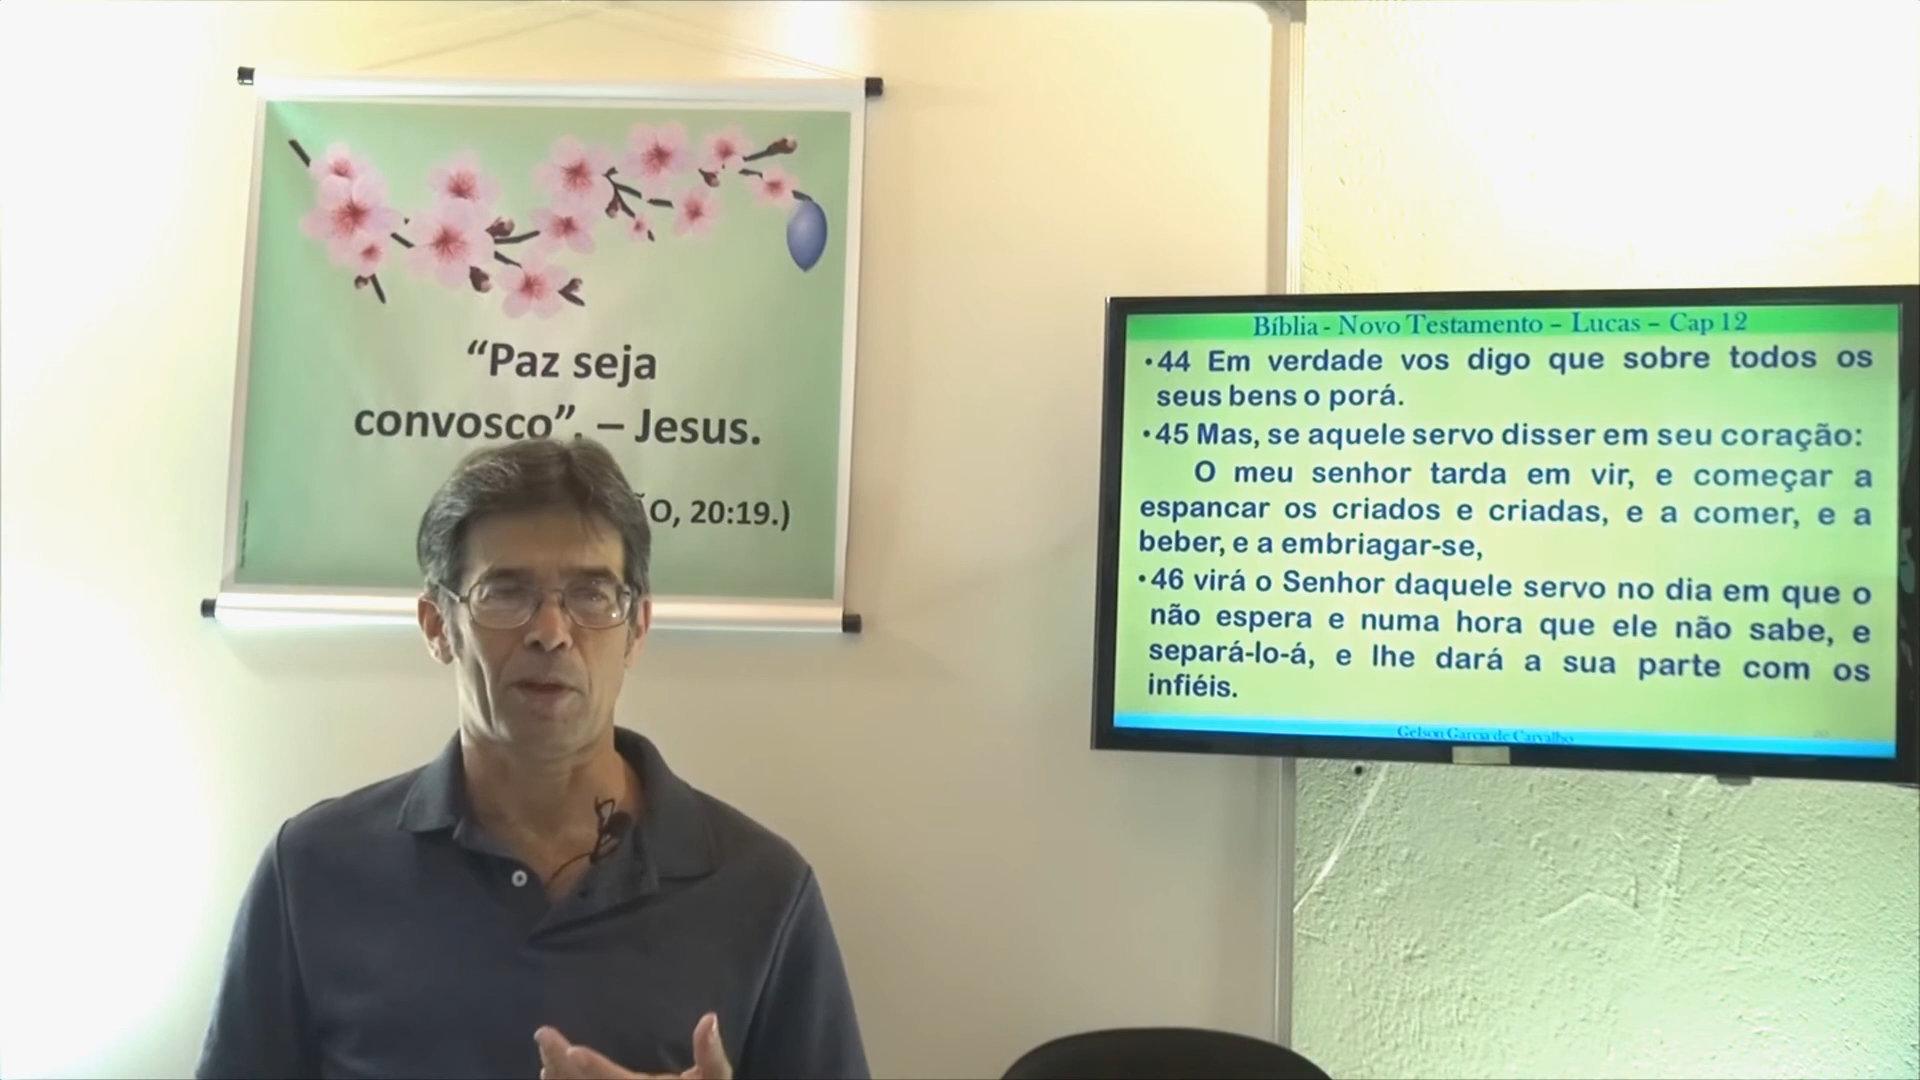 “Paz seja
convosco”. – Jesus.
O, 20:19.)
Bíblia - Novo Testamento – Lucas – Cap 12
•44 Em verdade vos digo que sobre todos os
seus bens o porá.
•45 Mas, se aquele servo disser em seu coração:
O meu senhor tarda em vir, e começar a
espancar os criados e criadas, e a comer, e a
beber, e a embriagar-se,
•46 virá o Senhor daquele servo no dia em que o
não espera e numa hora que ele não sabe, e
separá-lo-á, e lhe dará a sua parte com os
infiéis.
Gelson Garcia de Carvalho